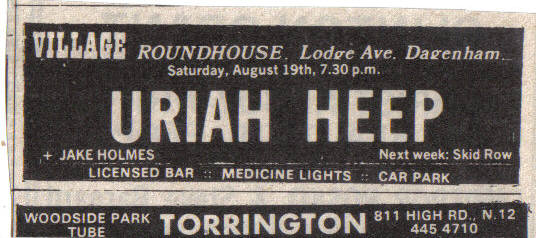 VILLAGE ROUNDHOUSE. Lodge Ave. Dagenham
Saturday, August 19th, 7.30 p.m.
URIAH HEEP
+ JAKE HOLMES Next week: Skid Row
LICENSED BAR :: MEDICINE LIGHTS :: CAR PARK
WOODSIDE PARK TUBE TORRINGTON 811 HIGH RD., N.12
445 4710